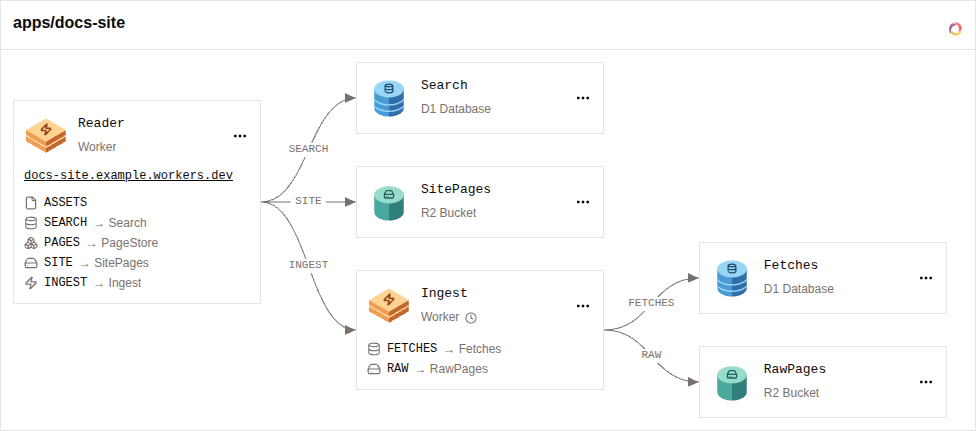 apps/docs-site
Reader
Worker
docs-site.example.workers.dev
ASSETS
SEARCH → Search
PAGES → PageStore
SITE → SitePages
INGEST → Ingest
SEARCH
SITE
INGEST
Search
D1 Database
SitePages
R2 Bucket
Ingest
Worker
FETCHES → Fetches
RAW → RawPages
FETCHES
RAW
Fetches
D1 Database
RawPages
R2 Bucket